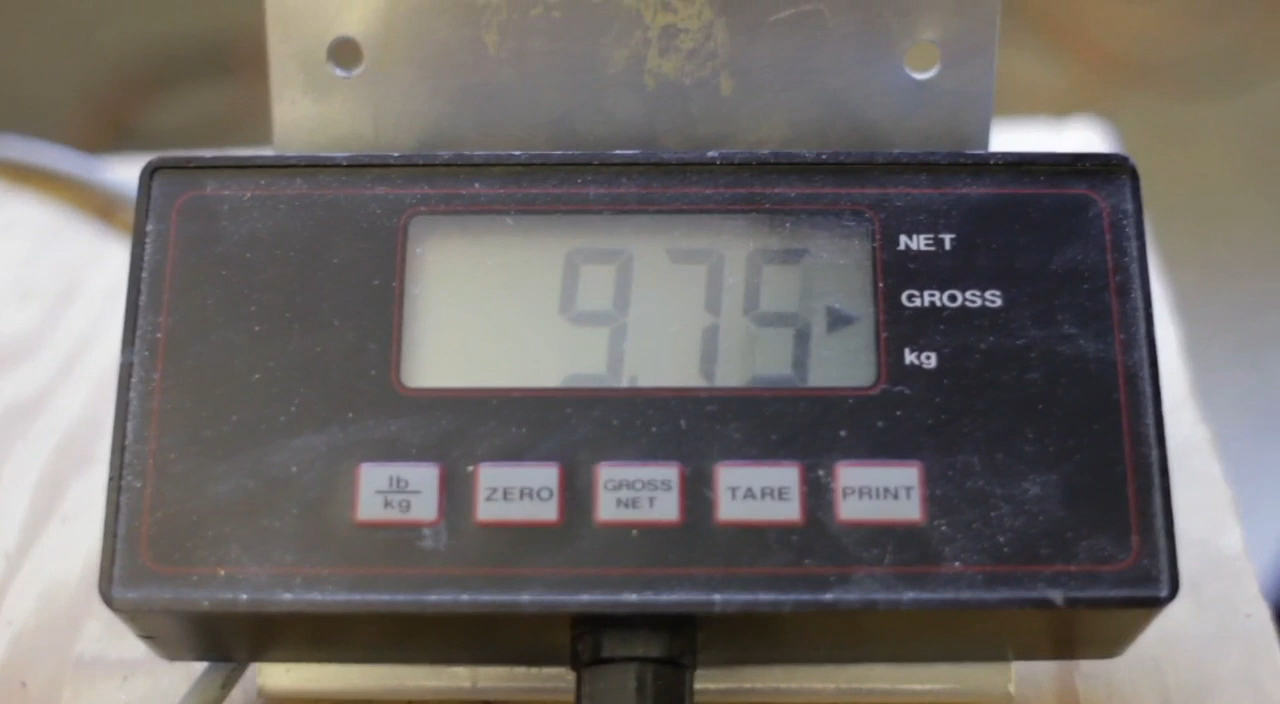 NET
9.75
GROSS
kg
lb
kg
ZERO
GROSS
NET
TARE
PRINT